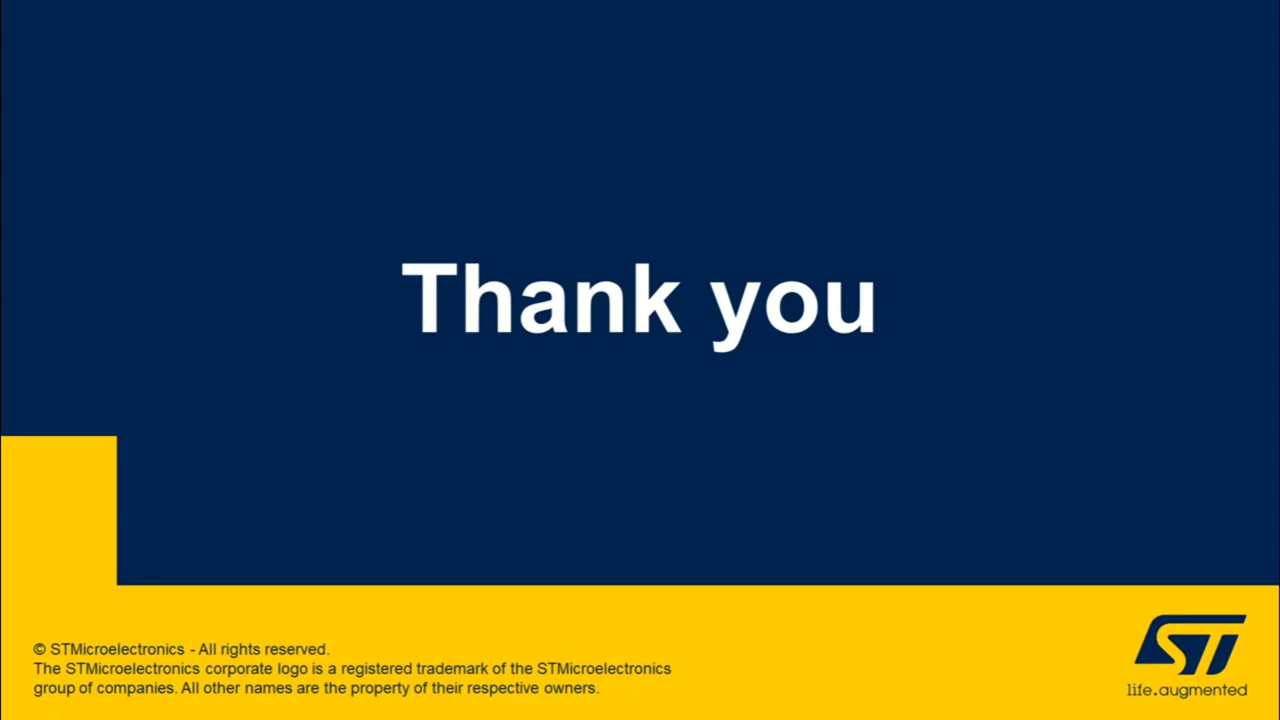 Thank you
© STMicroelectronics - All rights reserved.
The STMicroelectronics corporate logo is a registered trademark of the STMicroelectronics
group of companies. All other names are the property of their respective owners.
ST
life.augmented